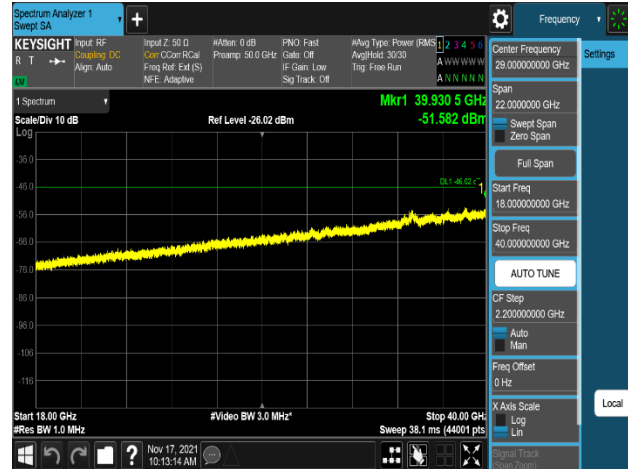 Spectrum Analyzer 1
Swept SA
+
Frequency
KEYSIGHT
R T
LV
Input: RF
Coupling: DC
Align: Auto
Input Z: 50 Ω
Corr CCorr RCal
Freq Ref: Ext (S)
NFE: Adaptive
#Atten: 0 dB
Preamp: 50.0 GHz
PNO: Fast
Gate: Off
IF Gain: Low
Sig Track: Off
#Avg Type: Power (RMS
Avg|Hold: 30/30
Trig: Free Run
1 2 3 4 5 6
A W W W W W
A N N N N N
1 Spectrum
Scale/Div 10 dB
Log
Ref Level -26.02 dBm
Mkr1 39.930 5 GHz
-51.582 dBm
DL1 -46.02
1
-36.0
-46.0
-56.0
-66.0
-76.0
-86.0
-96.0
-106
-116
Start 18.00 GHz
#Res BW 1.0 MHz
#Video BW 3.0 MHz*
Stop 40.00 GHz
Sweep 38.1 ms (44001 pts
?
Nov 17, 2021
10:13:14 AM
Center Frequency
29.000000000 GHz
Span
22.0000000 GHz
Swept Span
Zero Span
Full Span
Start Freq
18.000000000 GHz
Stop Freq
40.000000000 GHz
AUTO TUNE
CF Step
2.200000000 GHz
Auto
Man
Freq Offset
0 Hz
X Axis Scale
Log
Lin
Signal Track
(Span Zoom)
Settings
Local